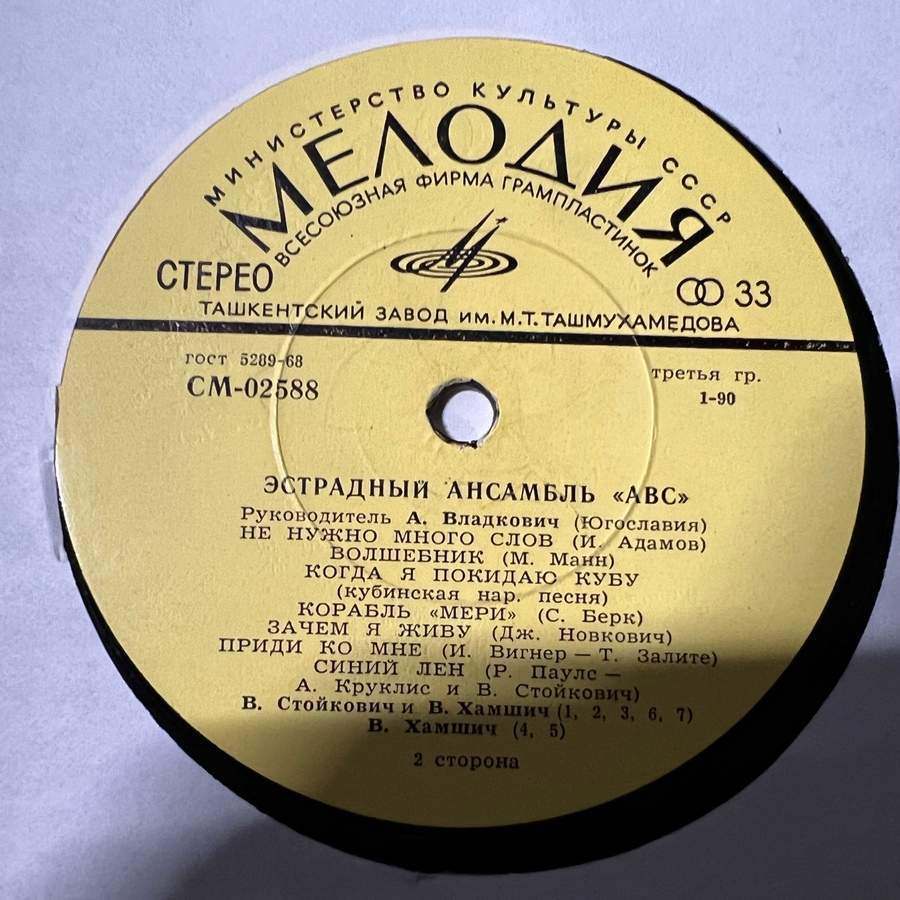 МИНИСТЕРСТВО КУЛЬТУРЫ СССР
МЕЛОДИЯ
ВСЕСОЮЗНАЯ ФИРМА ГРАМПЛАСТИНОК
СТЕРЕО
33
ТАШКЕНТСКИЙ ЗАВОД ИМ. М.Т. ТАШМУХАМЕДОВА
гост 5289-68
третья гр.
СМ-02588
1-90
ЭСТРАДНЫЙ АНСАМБЛЬ «АВС»
Руководитель А. Владкович (Югославия)
НЕ НУЖНО МНОГО СЛОВ (И. Адамов)
ВОЛШЕБНИК (М. Манн)
КОГДА Я ПОКИДАЮ КУБУ
(кубинская нар. песня)
КОРАБЛЬ «МЕРИ» (С. Берк)
ЗАЧЕМ Я ЖИВУ (Дж. Новкович)
ПРИДИ КО МНЕ (И. Вигнер — Т. Залите)
СИНИЙ ЛЕН (Р. Паулс —
А. Круклис и В. Стойкович)
В. Стойкович и В. Хамшич (1, 2, 3, 6, 7)
В. Хамшич (4, 5)
2 сторона